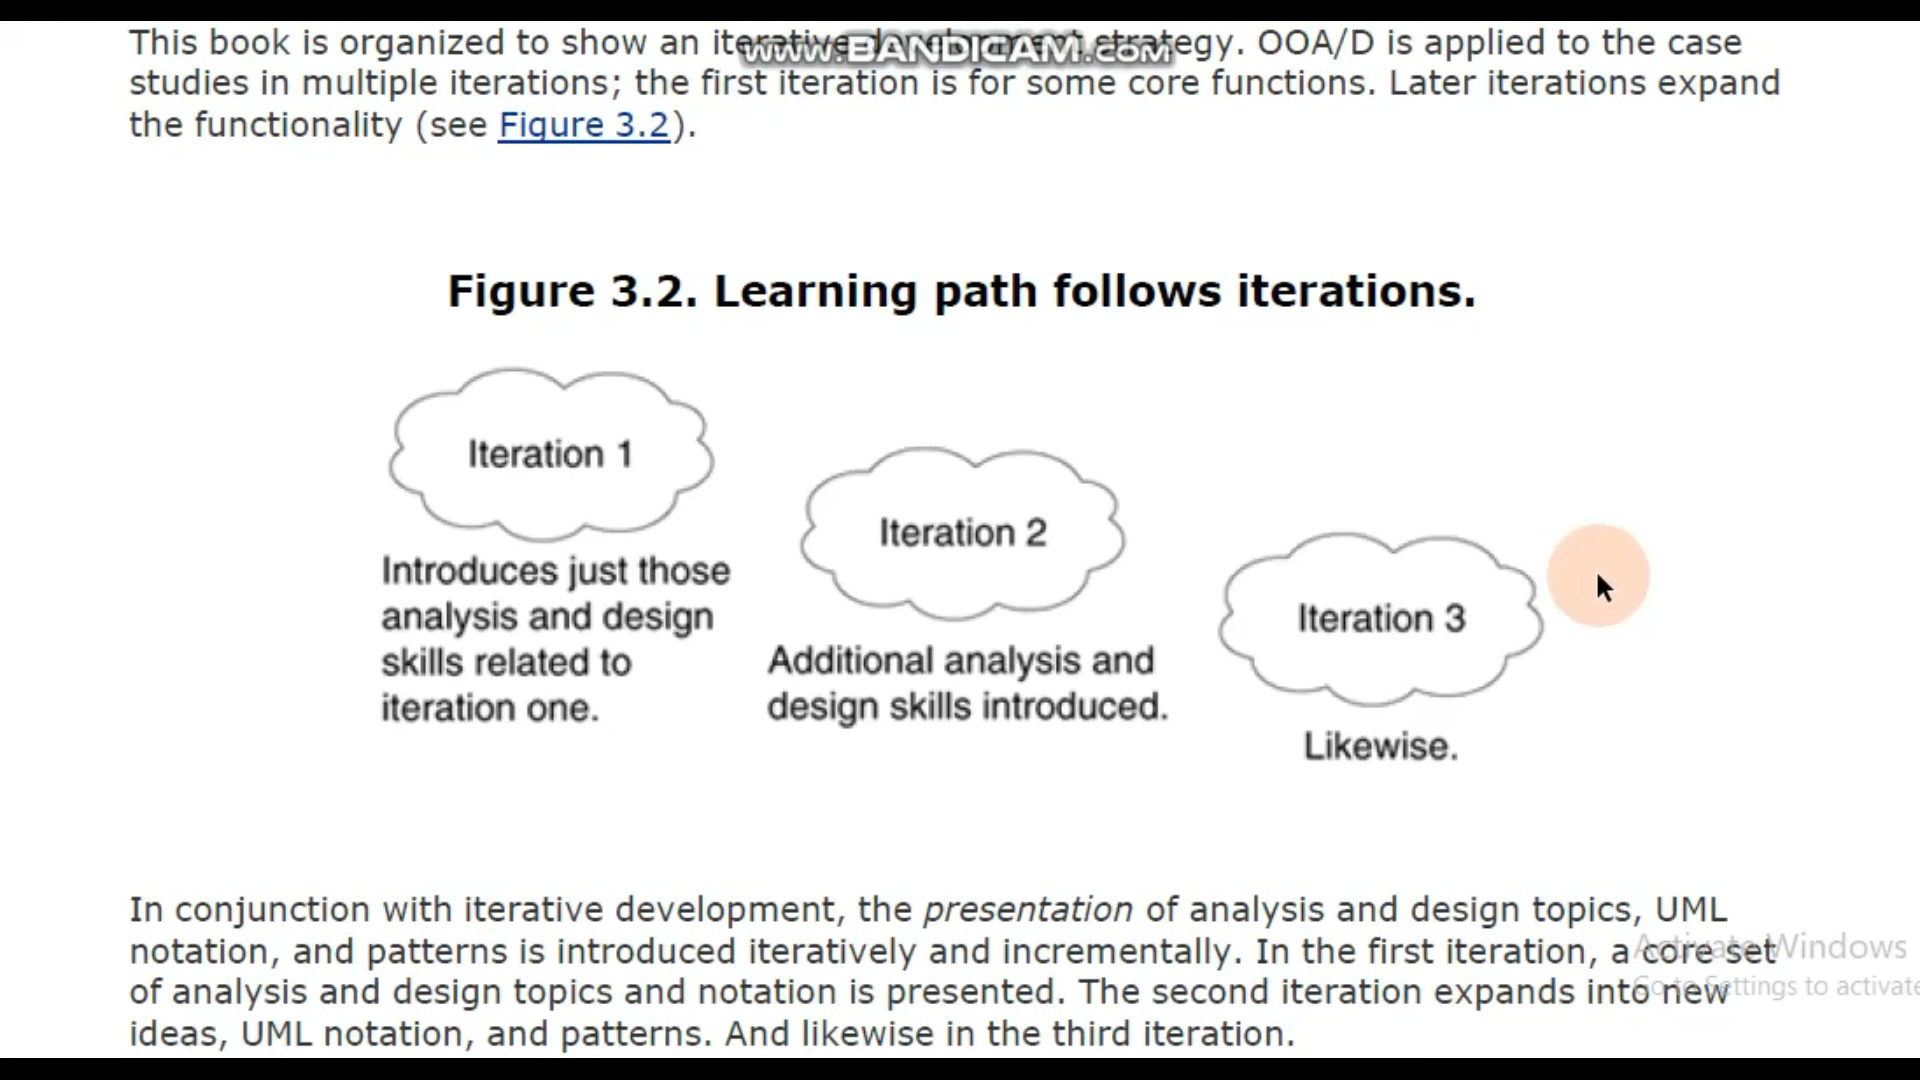 This book is organized to show an iterative development strategy. OOA/D is applied to the case
www.BANDICAM.com
studies in multiple iterations; the first iteration is for some core functions. Later iterations expand
the functionality (see Figure 3.2).
Figure 3.2. Learning path follows iterations.
Iteration 1
Introduces just those
analysis and design
skills related to
iteration one.
Iteration 2
Additional analysis and
design skills introduced.
Iteration 3
Likewise.
In conjunction with iterative development, the presentation of analysis and design topics, UML
notation, and patterns is introduced iteratively and incrementally. In the first iteration, a core set
of analysis and design topics and notation is presented. The second iteration expands into new
ideas, UML notation, and patterns. And likewise in the third iteration.
Activate Windows
Go to Settings to activate